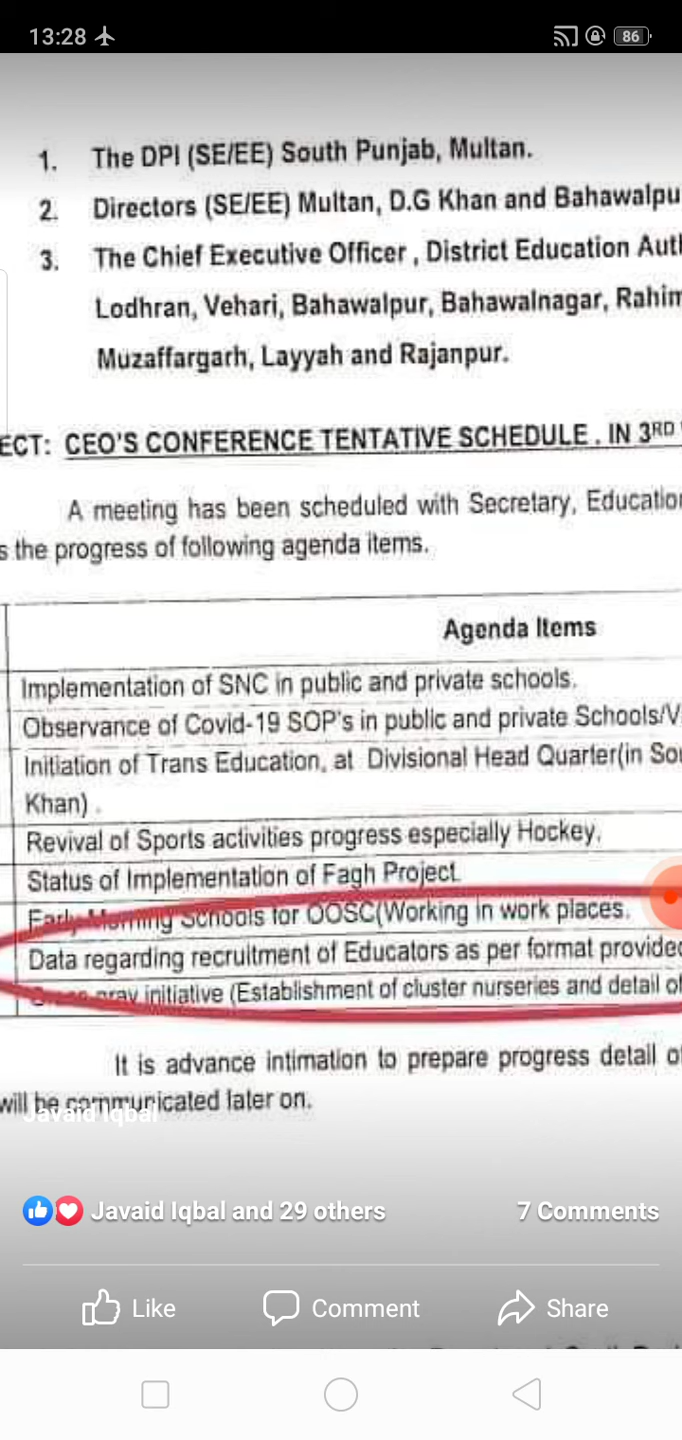 13:28
86
1. The DPI (SE/EE) South Punjab, Multan.
2. Directors (SE/EE) Multan, D.G Khan and Bahawalpu
3. The Chief Executive Officer , District Education Aut
Lodhran, Vehari, Bahawalpur, Bahawalnagar, Rahim
Muzaffargarh, Layyah and Rajanpur.
ECT: CEO'S CONFERENCE TENTATIVE SCHEDULE . IN 3RD
A meeting has been scheduled with Secretary, Education
s the progress of following agenda items.
Agenda Items
Implementation of SNC in public and private schools.
Observance of Covid-19 SOP's in public and private Schools/V
Initiation of Trans Education, at Divisional Head Quarter(in Sou
Khan) .
Revival of Sports activities progress especially Hockey.
Status of Implementation of Fagh Project.
Early Morning Schools for OOSC(Working in work places.
Data regarding recruitment of Educators as per format provided
initiative (Establishment of cluster nurseries and detail of
It is advance intimation to prepare progress detail of
will be communicated later on.
Javaid Iqbal
Javaid Iqbal and 29 others
7 Comments
Like
Comment
Share